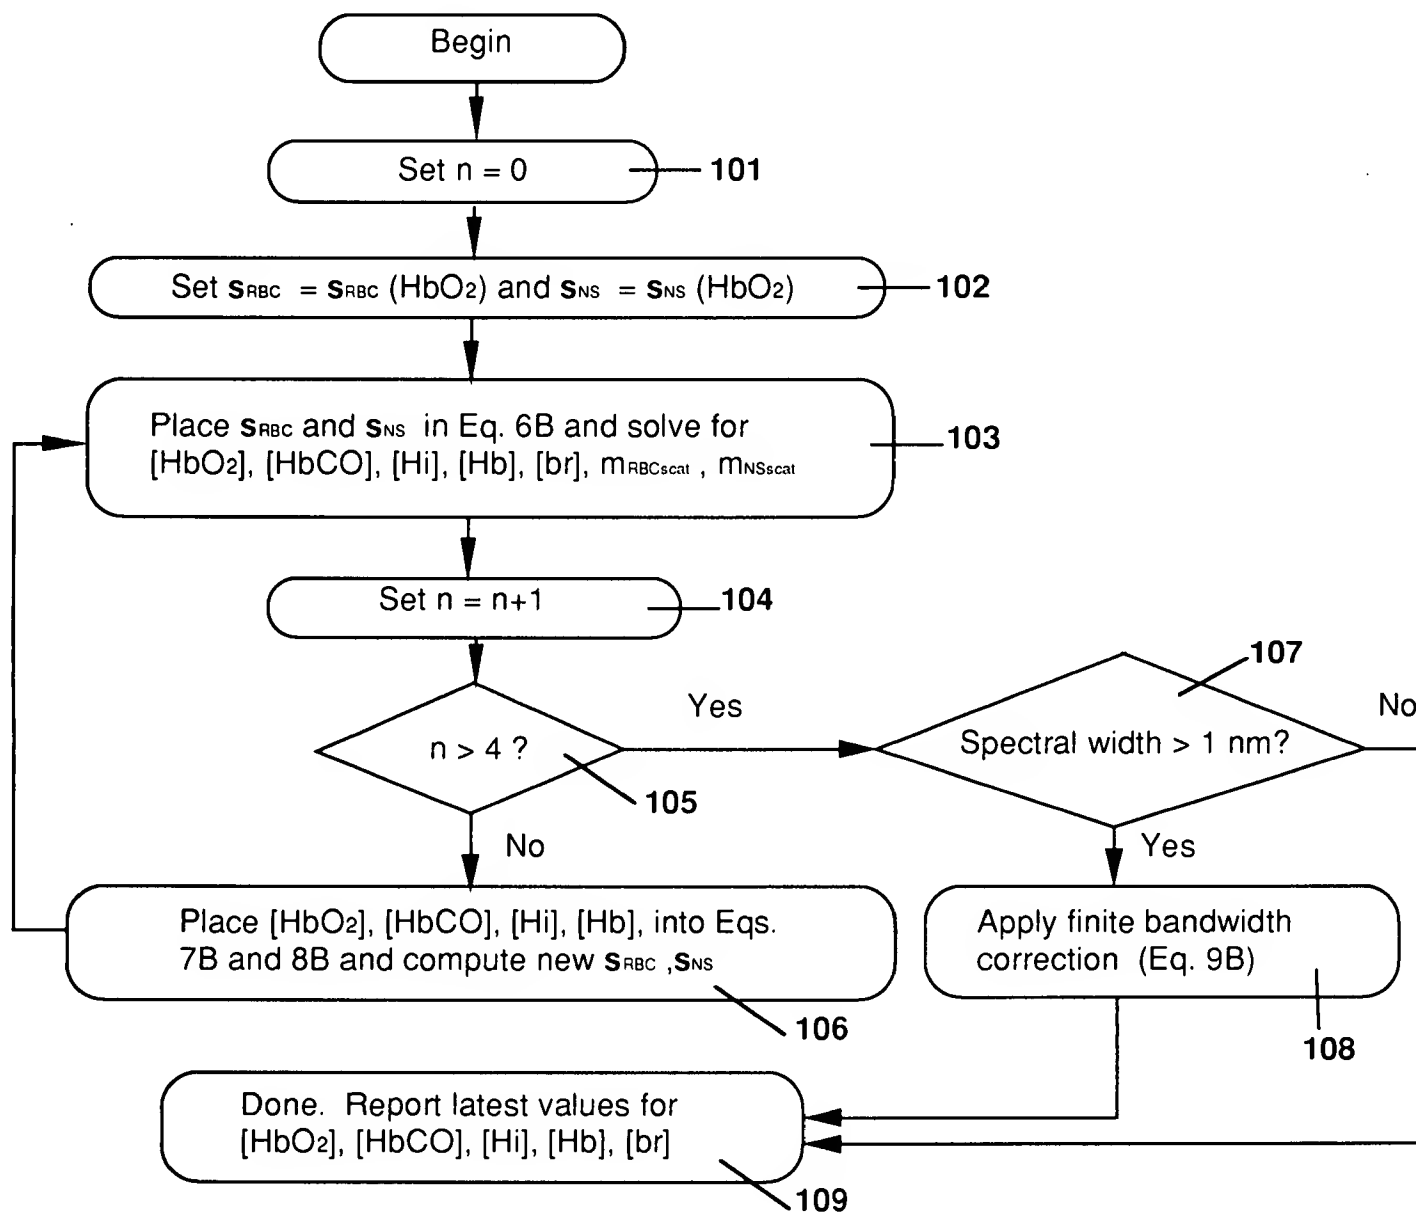 Begin
Set n = 0
101
Set sRBC = sRBC (HbO2) and sNS = sNS (HbO2)
102
Place sRBC and sNS in Eq. 6B and solve for
[HbO2], [HbCO], [Hi], [Hb], [br], mRBCscat , mNSscat
103
Set n = n+1
104
n > 4 ?
105
Yes
No
Spectral width > 1 nm?
107
No
Yes
Place [HbO2], [HbCO], [Hi], [Hb], into Eqs.
7B and 8B and compute new sRBC ,sNS
106
Apply finite bandwidth
correction (Eq. 9B)
108
Done. Report latest values for
[HbO2], [HbCO], [Hi], [Hb], [br]
109